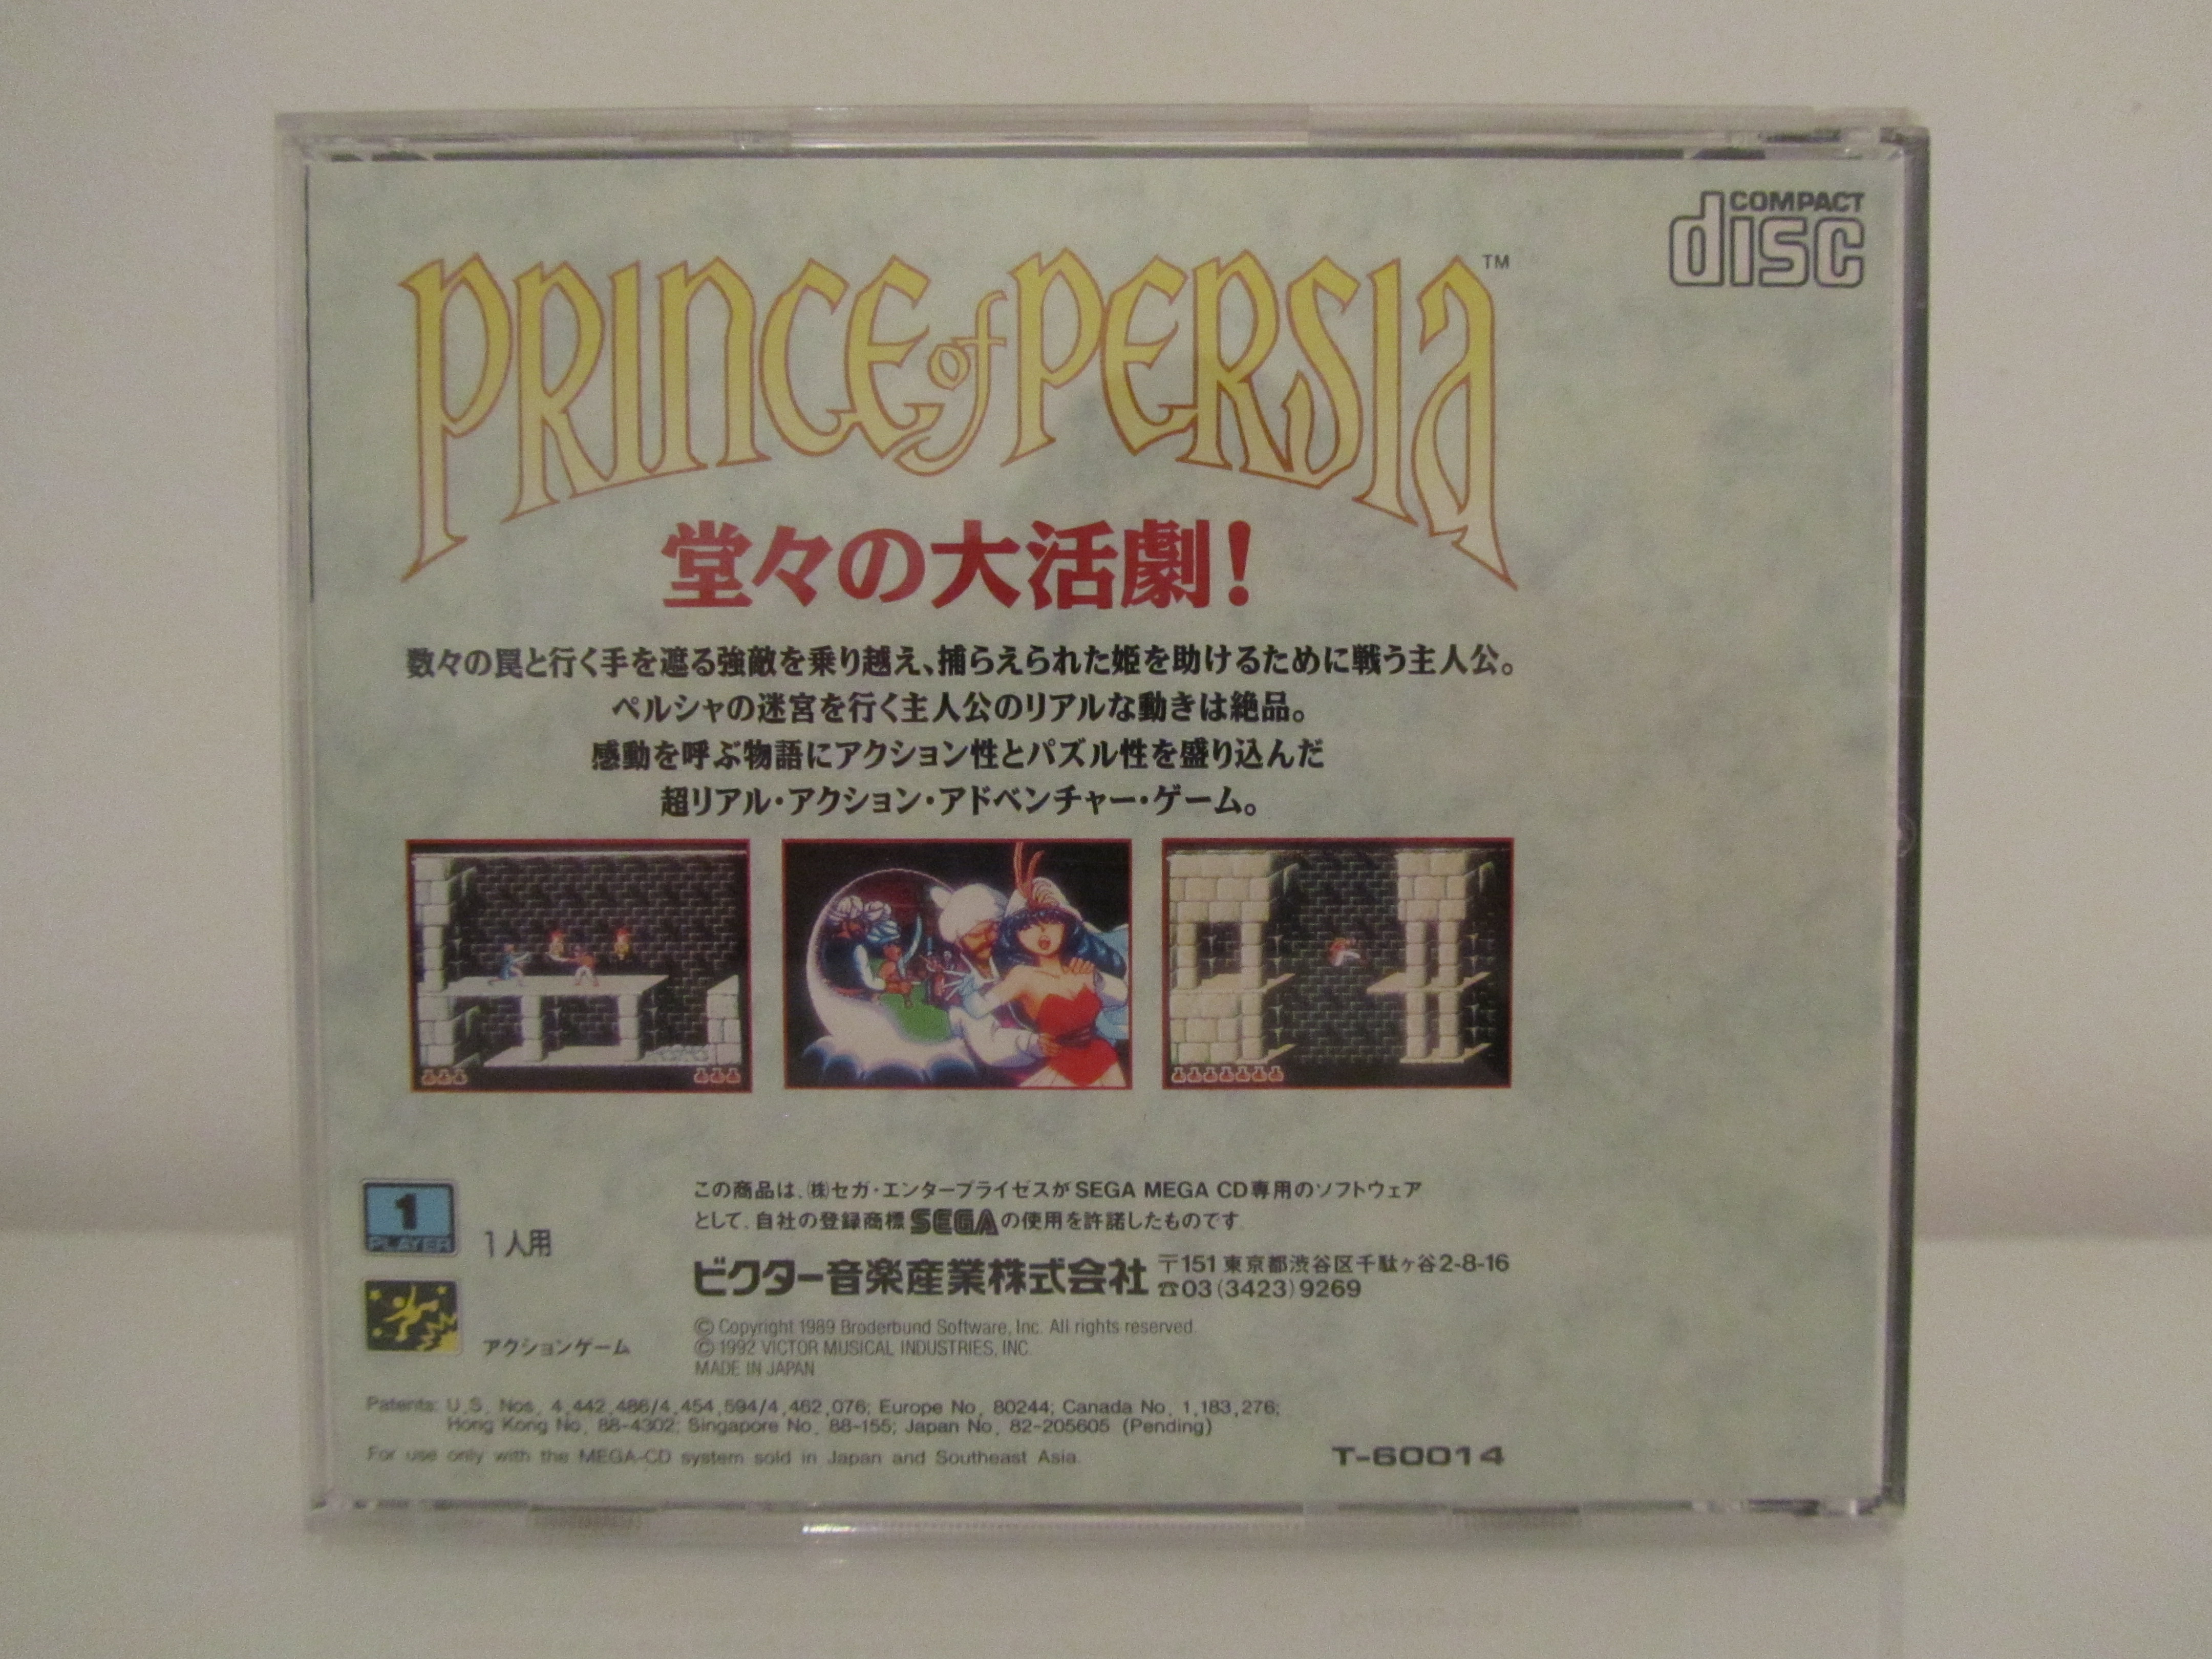 COMPACT
disc
PRINCE of PERSIA™
堂々の大活劇!
数々の罠と行く手を遮る強敵を乗り越え、捕らえられた姫を助けるために戦う主人公。
ペルシャの迷宮を行く主人公のリアルな動きは絶品。
感動を呼ぶ物語にアクション性とパズル性を盛り込んだ
超リアル・アクション・アドベンチャー・ゲーム。
1
PLAYER
1人用
アクションゲーム
この商品は、㈱セガ・エンタープライゼスがSEGA MEGA CD専用のソフトウェア
として、自社の登録商標SEGAの使用を許諾したものです。
ビクター音楽産業株式会社
〒151 東京都渋谷区千駄ヶ谷2-8-16
☎03(3423)9269
© Copyright 1989 Broderbund Software, Inc. All rights reserved.
© 1992 VICTOR MUSICAL INDUSTRIES, INC.
MADE IN JAPAN
Patents: U.S. Nos. 4,442,486/4,454,594/4,462,076; Europe No. 80244; Canada No. 1,183,276;
Hong Kong No. 88-4302; Singapore No. 88-155; Japan No. 82-205605 (Pending)
For use only with the MEGA-CD system sold in Japan and Southeast Asia.
T-60014